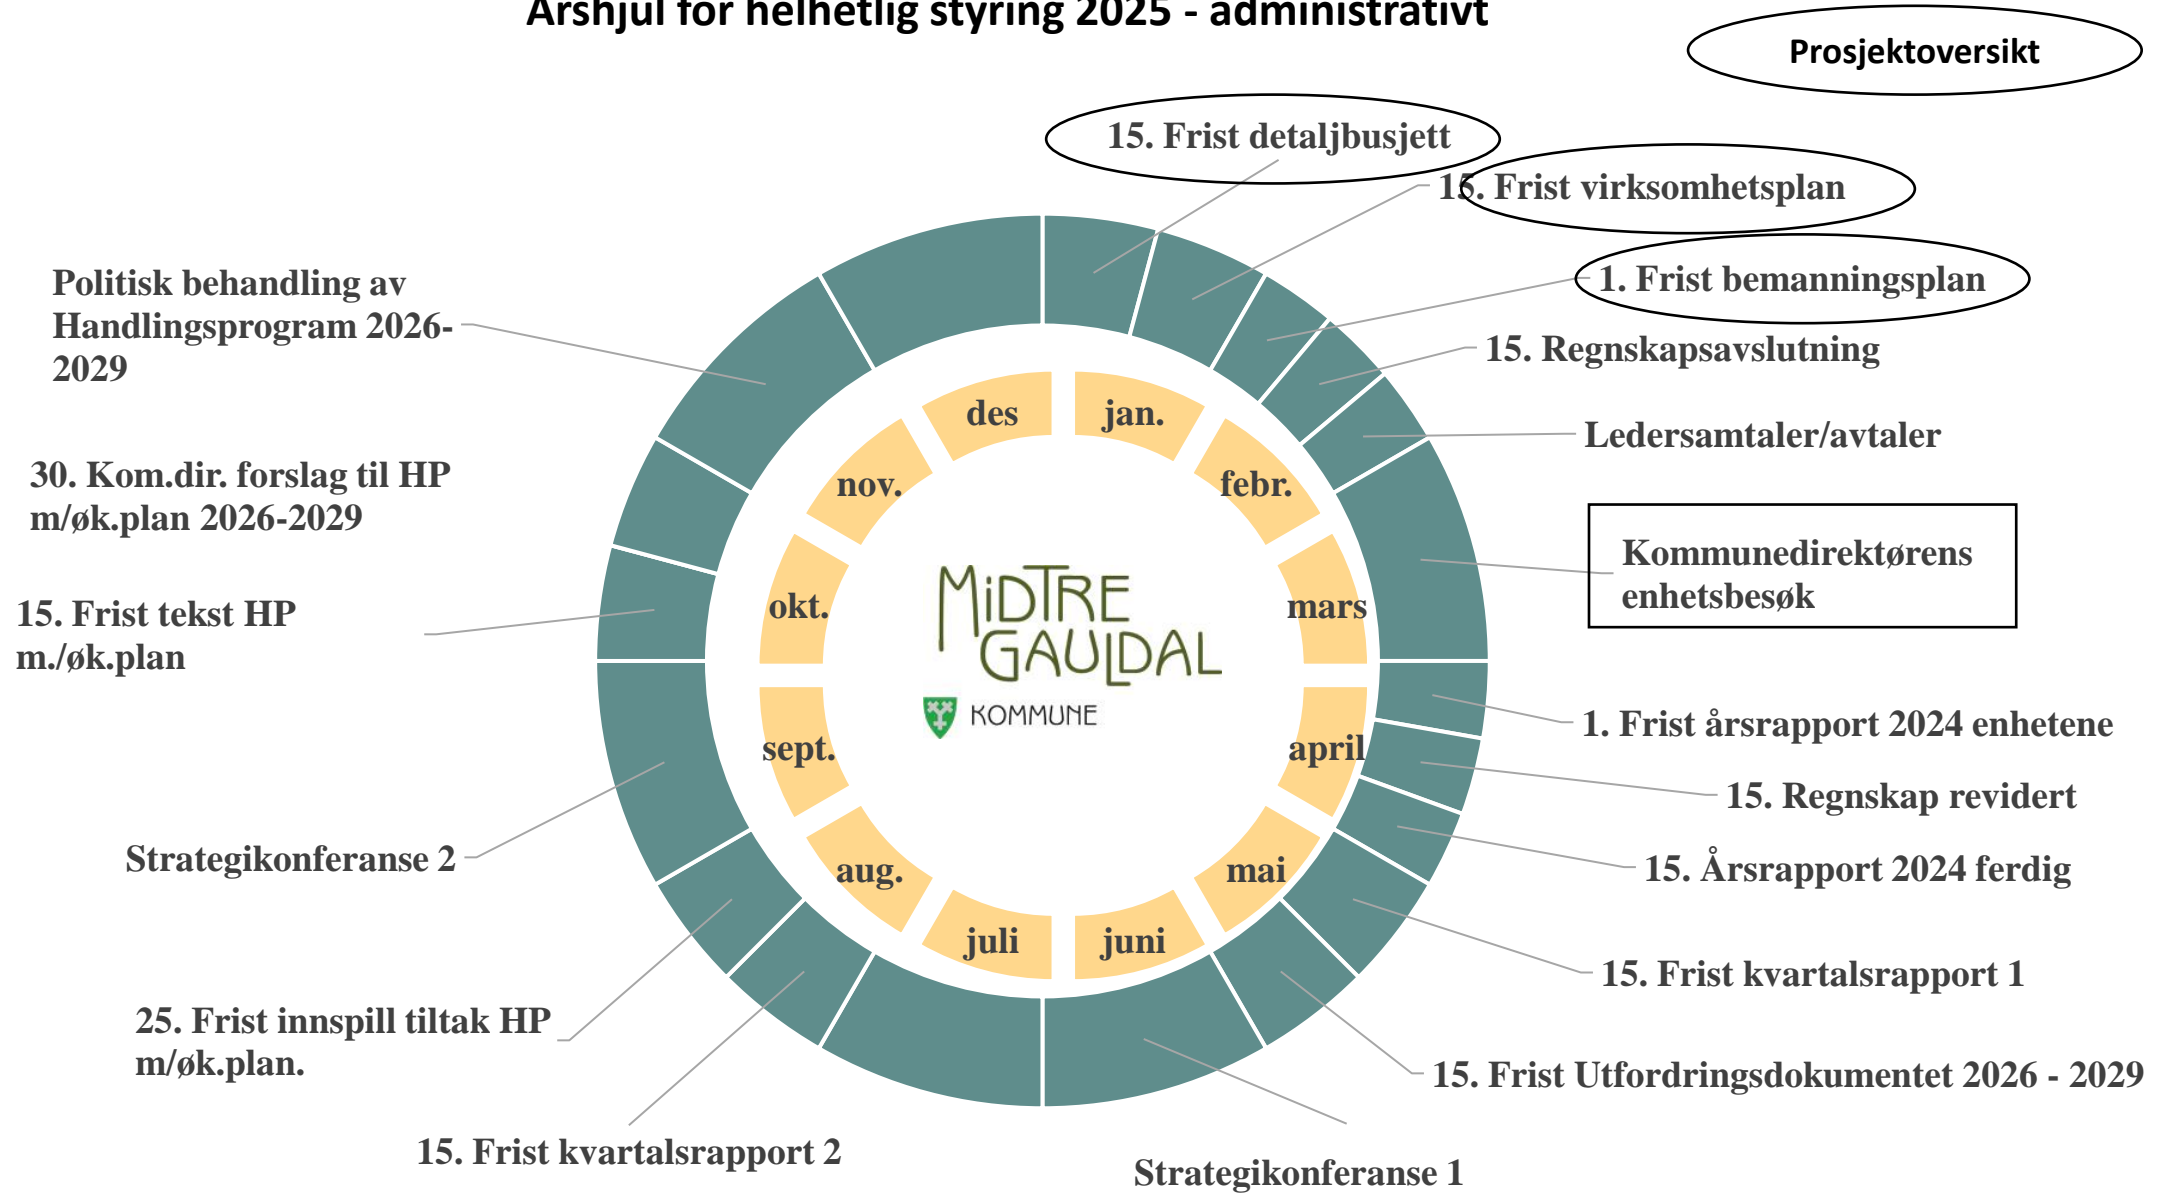 Årshjul for helhetlig styring 2025 - administrativt
Prosjektoversikt
15. Frist detaljbusjett
15. Frist virksomhetsplan
1. Frist bemanningsplan
15. Regnskapsavslutning
Ledersamtaler/avtaler
Kommunedirektørens
enhetsbesøk
1. Frist årsrapport 2024 enhetene
15. Regnskap revidert
15. Årsrapport 2024 ferdig
15. Frist kvartalsrapport 1
15. Frist Utfordringsdokumentet 2026 - 2029
Strategikonferanse 1
15. Frist kvartalsrapport 2
25. Frist innspill tiltak HP
m/øk.plan.
Strategikonferanse 2
15. Frist tekst HP
m./øk.plan
30. Kom.dir. forslag til HP
m/øk.plan 2026-2029
Politisk behandling av
Handlingsprogram 2026-
2029
jan.
febr.
mars
april
mai
juni
juli
aug.
sept.
okt.
nov.
des
MiDTRE
GAULDAL
KOMMUNE